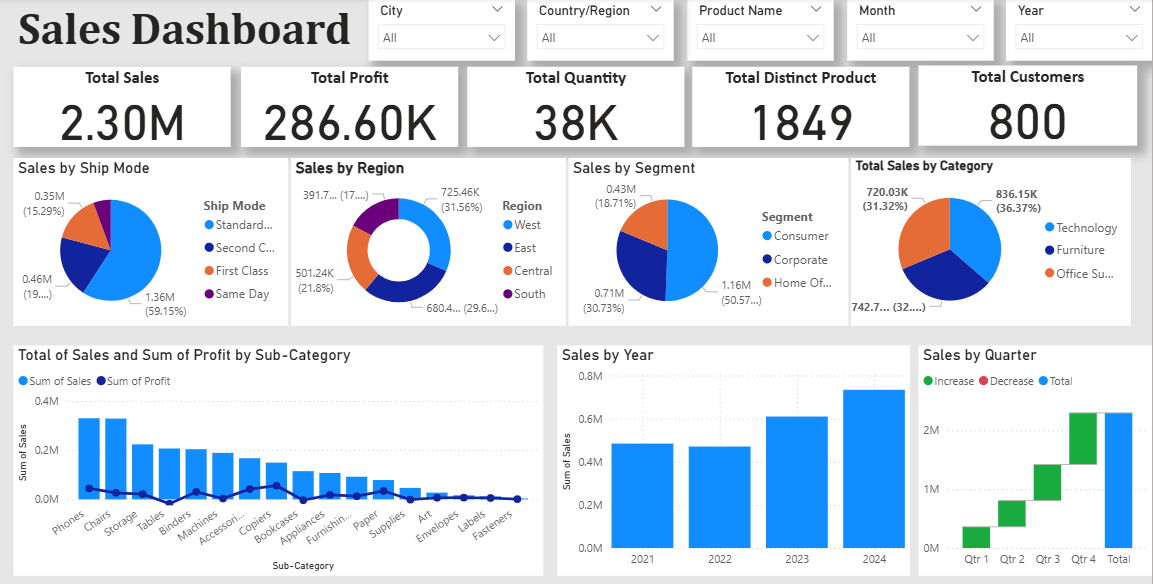 Sales Dashboard
City
All
Country/Region
All
Product Name
All
Month
All
Year
All
Total Sales
2.30M
Total Profit
286.60K
Total Quantity
38K
Total Distinct Product
1849
Total Customers
800
Sales by Ship Mode
0.35M
(15.29%)
0.46M
(19....)
1.36M
(59.15%)
Ship Mode
Standard...
Second C...
First Class
Same Day
Sales by Region
391.7... (17....)
725.46K
(31.56%)
501.24K
(21.8%)
680.4... (29.6...)
Region
West
East
Central
South
Sales by Segment
0.43M
(18.71%)
0.71M
(30.73%)
1.16M
(50.57...)
Segment
Consumer
Corporate
Home Of...
Total Sales by Category
720.03K
(31.32%)
836.15K
(36.37%)
742.7... (32....)
Technology
Furniture
Office Su...
Total of Sales and Sum of Profit by Sub-Category
Sum of Sales Sum of Profit
Sum of Sales
0.4M
0.2M
0.0M
Phones
Chairs
Storage
Tables
Binders
Machines
Accessori...
Copiers
Bookcases
Appliances
Furnishin...
Paper
Supplies
Art
Envelopes
Labels
Fasteners
Sub-Category
Sales by Year
Sum of Sales
0.8M
0.6M
0.4M
0.2M
0.0M
2021 2022 2023 2024
Sales by Quarter
Increase Decrease Total
2M
1M
0M
Qtr 1 Qtr 2 Qtr 3 Qtr 4 Total